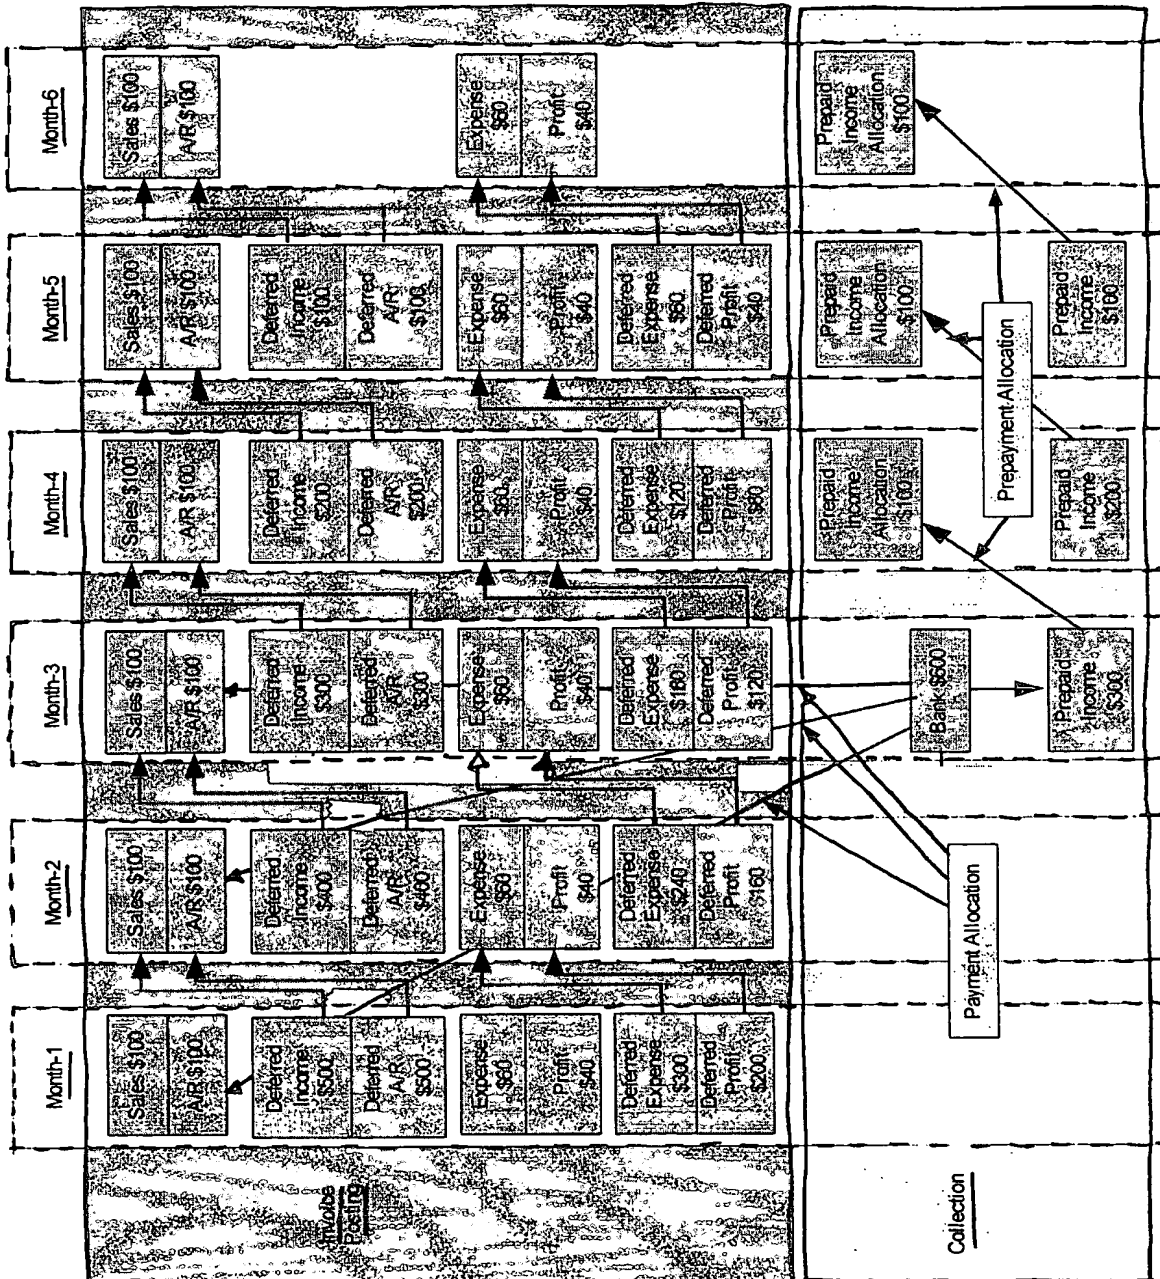 Month-1
Month-2
Month-3
Month-4
Month-5
Month-6
Invoice
Posting
Sales $100
A/R $100
Deferred
Income
$500
Deferred
A/R
$500
Expense
$60
Profit
$40
Deferred
Expense
$300
Deferred
Profit
$200
Sales $100
A/R $100
Deferred
Income
$400
Deferred
A/R
$400
Expense
$60
Profit
$40
Deferred
Expense
$240
Deferred
Profit
$160
Sales $100
A/R $100
Deferred
Income
$300
Deferred
A/R
$300
Expense
$60
Profit
$40
Deferred
Expense
$180
Deferred
Profit
$120
Sales $100
A/R $100
Deferred
Income
$200
Deferred
A/R
$200
Expense
$60
Profit
$40
Deferred
Expense
$120
Deferred
Profit
$80
Sales $100
A/R $100
Deferred
Income
$100
Deferred
A/R
$100
Expense
$60
Profit
$40
Deferred
Expense
$60
Deferred
Profit
$40
Sales $100
A/R $100
Expense
$60
Profit
$40
Collection
Payment Allocation
Bank $600
Prepaid
Income
$300
Prepaid
Income
Allocation
$100
Prepaid
Income
$200
Prepayment Allocation
Prepaid
Income
Allocation
$100
Prepaid
Income
$100
Prepaid
Income
Allocation
$100